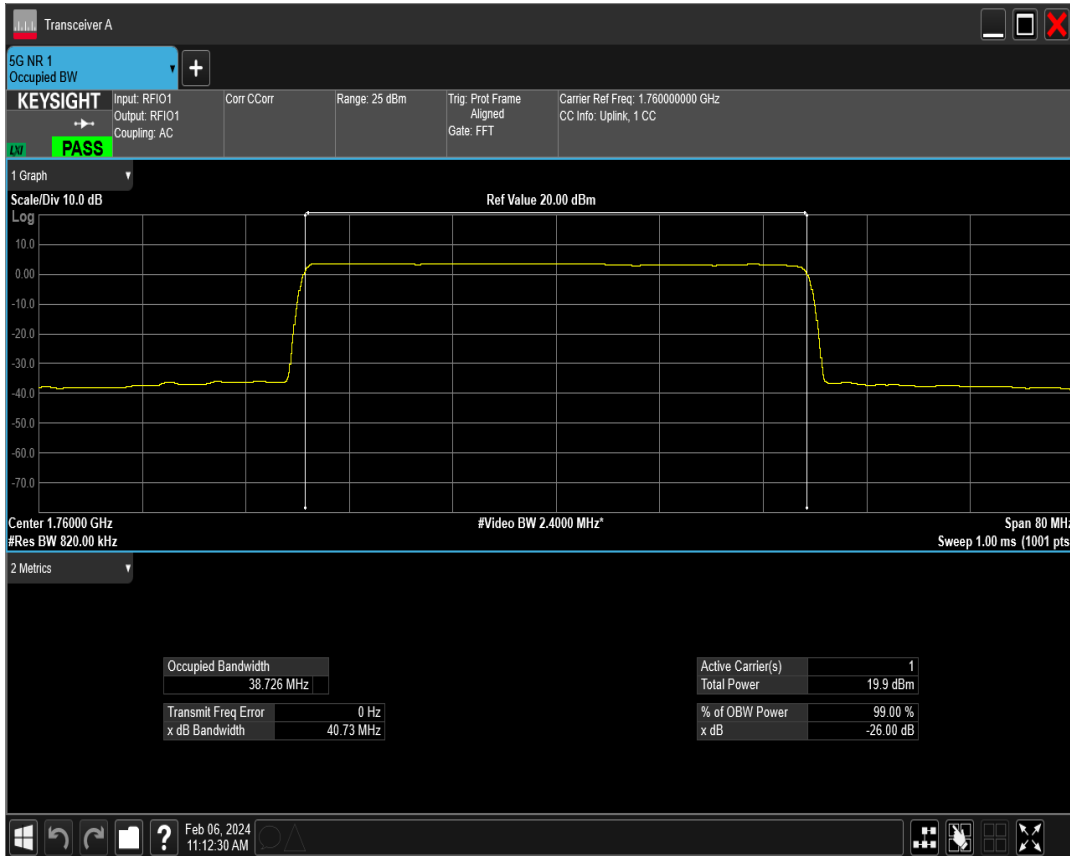 Transceiver A
5G NR 1
Occupied BW
KEYSIGHT
LXI
PASS
Input: RFIO1
Output: RFIO1
Coupling: AC
Corr CCorr
Range: 25 dBm
Trig: Prot Frame
Aligned
Gate: FFT
Carrier Ref Freq: 1.760000000 GHz
CC Info: Uplink, 1 CC
1 Graph
Scale/Div 10.0 dB
Ref Value 20.00 dBm
Log
10.0
0.00
-10.0
-20.0
-30.0
-40.0
-50.0
-60.0
-70.0
Center 1.76000 GHz
#Video BW 2.4000 MHz*
Span 80 MHz
#Res BW 820.00 kHz
Sweep 1.00 ms (1001 pts
2 Metrics
Occupied Bandwidth
38.726 MHz
Transmit Freq Error 0 Hz
x dB Bandwidth 40.73 MHz
Active Carrier(s) 1
Total Power 19.9 dBm
% of OBW Power 99.00 %
x dB -26.00 dB
?
Feb 06, 2024
11:12:30 AM